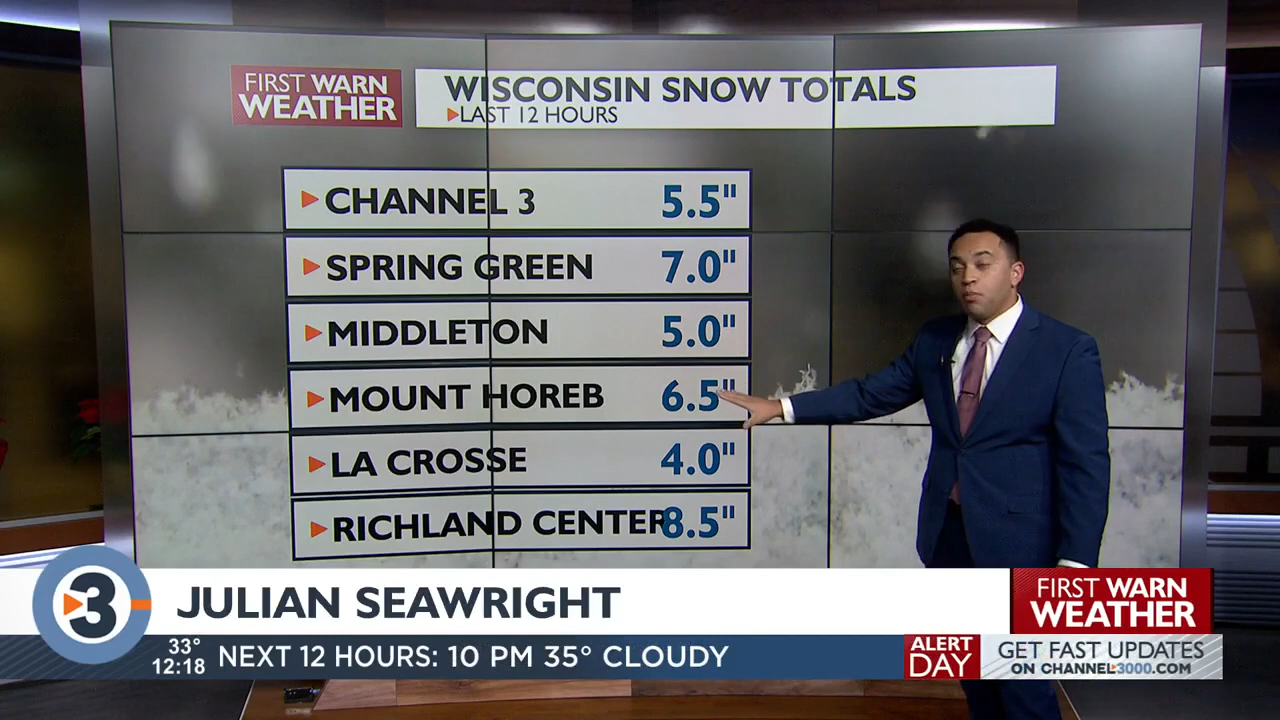 FIRST WARN
WEATHER
WISCONSIN SNOW TOTALS
LAST 12 HOURS
CHANNEL 3 5.5"
SPRING GREEN 7.0"
MIDDLETON 5.0"
MOUNT HOREB 6.5"
LA CROSSE 4.0"
RICHLAND CENTER 8.5"
3
JULIAN SEAWRIGHT
FIRST WARN
WEATHER
33°
12:18
NEXT 12 HOURS: 10 PM 35° CLOUDY
ALERT
DAY
GET FAST UPDATES
ON CHANNEL3000.COM